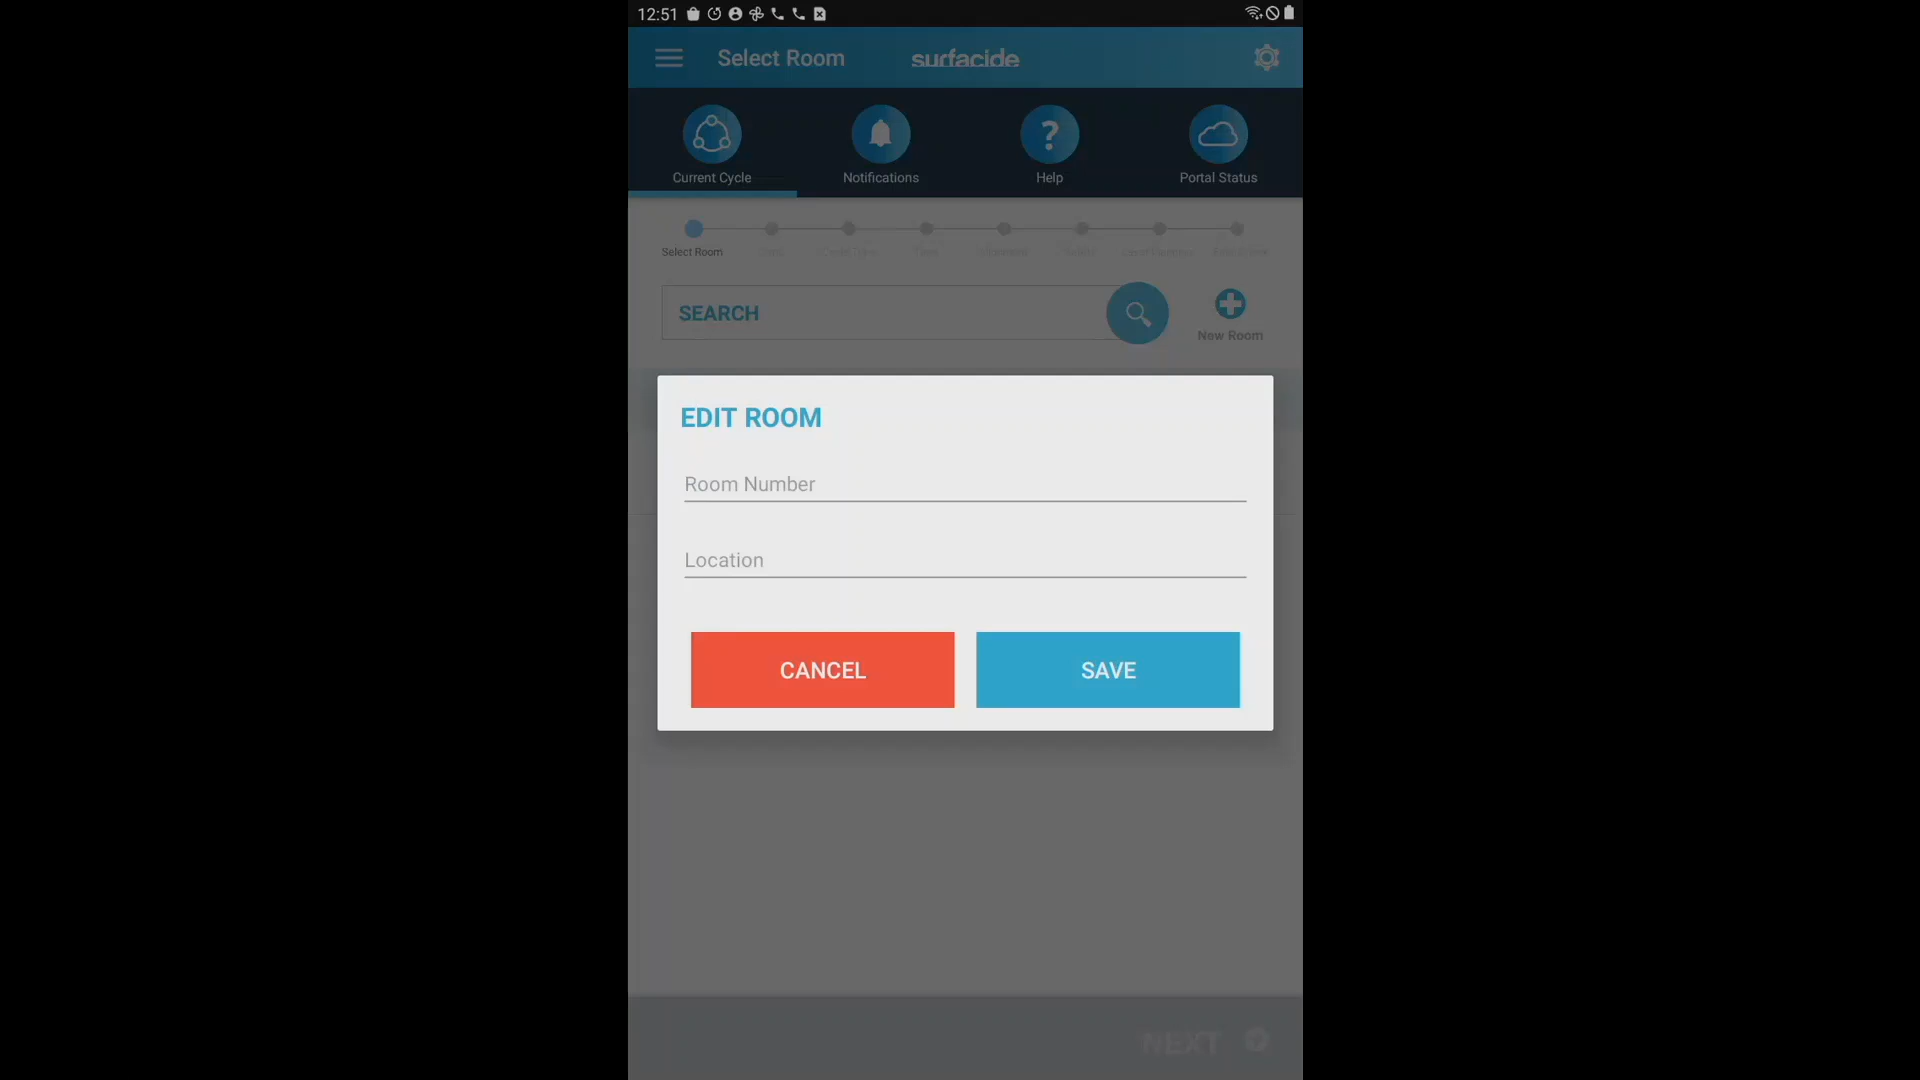 12:51
Select Room
surfacide
Current Cycle
Notifications
?
Help
Portal Status
Select Room
SEARCH
New Room
EDIT ROOM
Room Number
Location
CANCEL
SAVE
NEXT